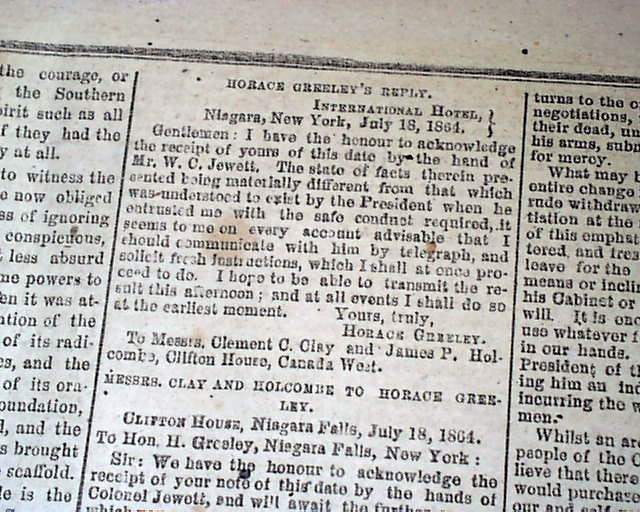 the courage, or
the Southern
pirit such as all
f they had the
y at all.
to witness the
e now obliged
ss of ignoring
conspicuous,
t less absurd
me powers to
en it was at-
ntion of the
of its radi-
es, and the
of its ora-
oundation,
d, and the
s brought
scaffold.
le is the
HORACE GREELEY'S REPLY.
INTERNATIONAL HOTEL,
Niagara, New York, July 18, 1864.
Gentlemen: I have the honour to acknowledge
the receipt of yours of this date by the hand of
Mr. W. C. Jewett. The state of facts therein pre-
sented being materially different from that which
was understood to exist by the President when he
entrusted me with the safe conduct required, it
seems to me on every account advisable that I
should communicate with him by telegraph, and
solicit fresh instructions, which I shall at once pro-
ceed to do. I hope to be able to transmit the re-
sult this afternoon; and at all events I shall do so
at the earliest moment. Yours, truly,
HORACE GREELEY.
To Messrs. Clement C. Clay and James P. Hol-
combe, Clifton House, Canada West.
MESSRS. CLAY AND HOLCOMBE TO HORACE GREE-
LEY.
CLIFTON HOUSE, Niagara Falls, July 18, 1864.
To Hon. H. Greeley, Niagara Falls, New York:
Sir: We have the honour to acknowledge the
receipt of your note of this date by the hands of
Colonel Jewett, and will await the further
which
turns to the
negotiations,
their dead,
his arms,
for mercy.
What may
entire change
rude withdraw
tiation at the
of this emphat
tered, and
leave for the
means or inclin
his Cabinet or
will. It is
use whatever
in our hands.
President of th
ing him an ind
incurring the
men."
Whilst an
people of the C
lieve that there
would purchase
our and